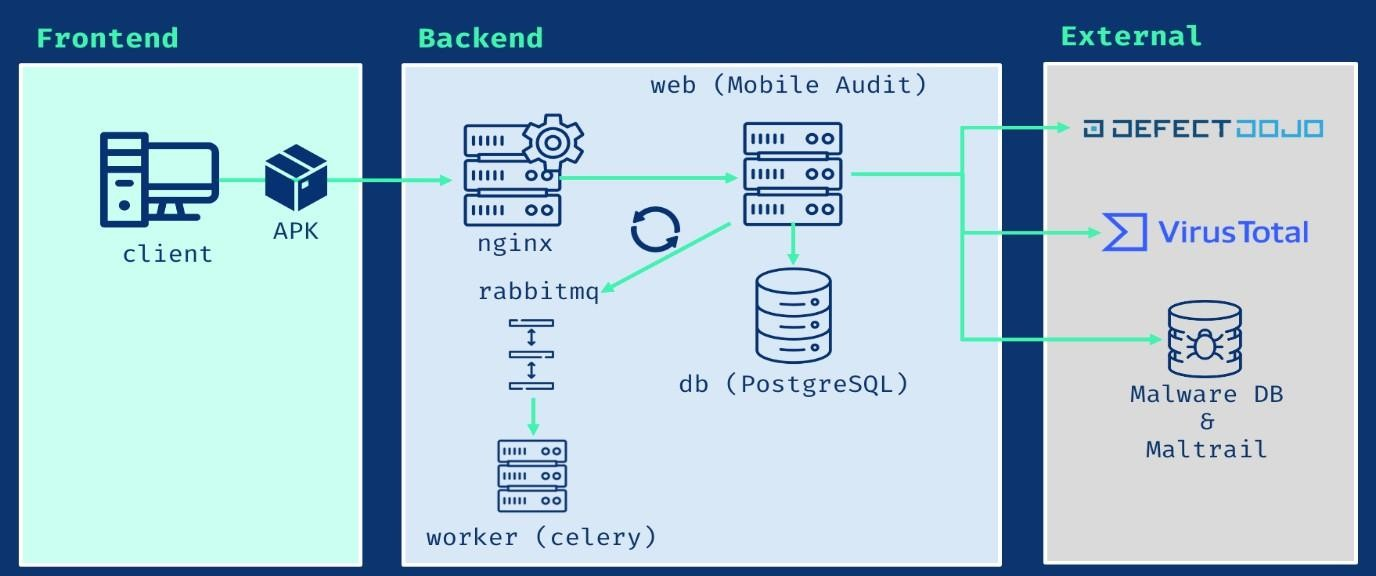 Frontend
client
APK
Backend
web (Mobile Audit)
nginx
rabbitmq
db (PostgreSQL)
worker (celery)
External
DEFECTDOJO
VirusTotal
Malware DB
&
Maltrail